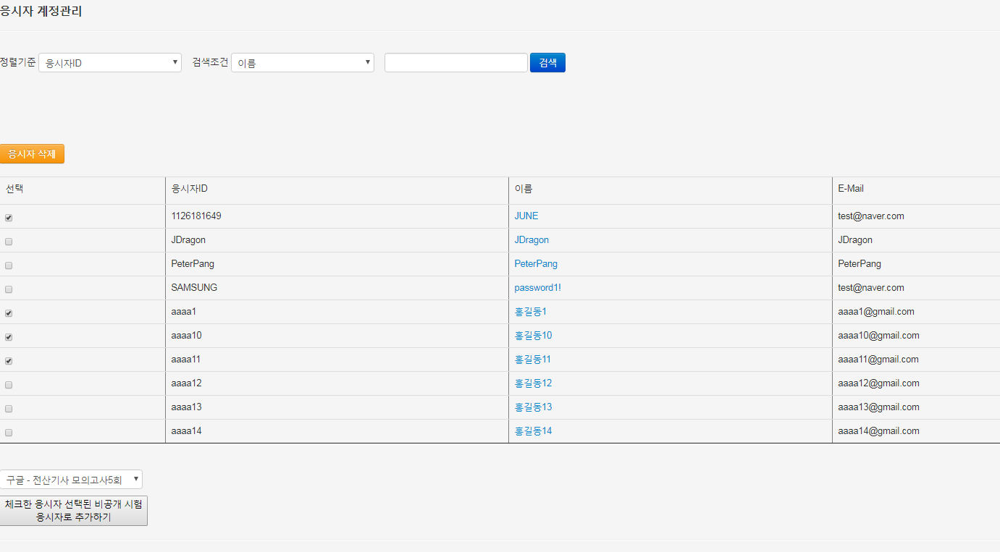 응시자 계정관리
정렬기준 응시자ID 검색조건 이름 검색
응시자 삭제
선택 응시자ID 이름 E-Mail
1126181649 JUNE test@naver.com
JDragon JDragon JDragon
PeterPang PeterPang PeterPang
SAMSUNG password1! test@naver.com
aaaa1 홍길동1 aaaa1@gmail.com
aaaa10 홍길동10 aaaa10@gmail.com
aaaa11 홍길동11 aaaa11@gmail.com
aaaa12 홍길동12 aaaa12@gmail.com
aaaa13 홍길동13 aaaa13@gmail.com
aaaa14 홍길동14 aaaa14@gmail.com
구글 - 전산기사 모의고사5회
체크한 응시자 선택된 비공개 시험
응시자로 추가하기